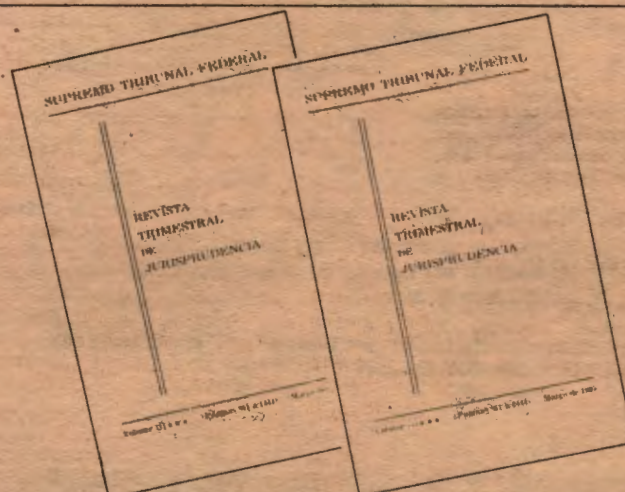 SUPREMO TRIBUNAL FEDERAL
REVISTA
TRIMESTRAL
DE
JURISPRUDENCIA
SUPREMO TRIBUNAL FEDERAL
REVISTA
TRIMESTRAL
DE
JURISPRUDENCIA